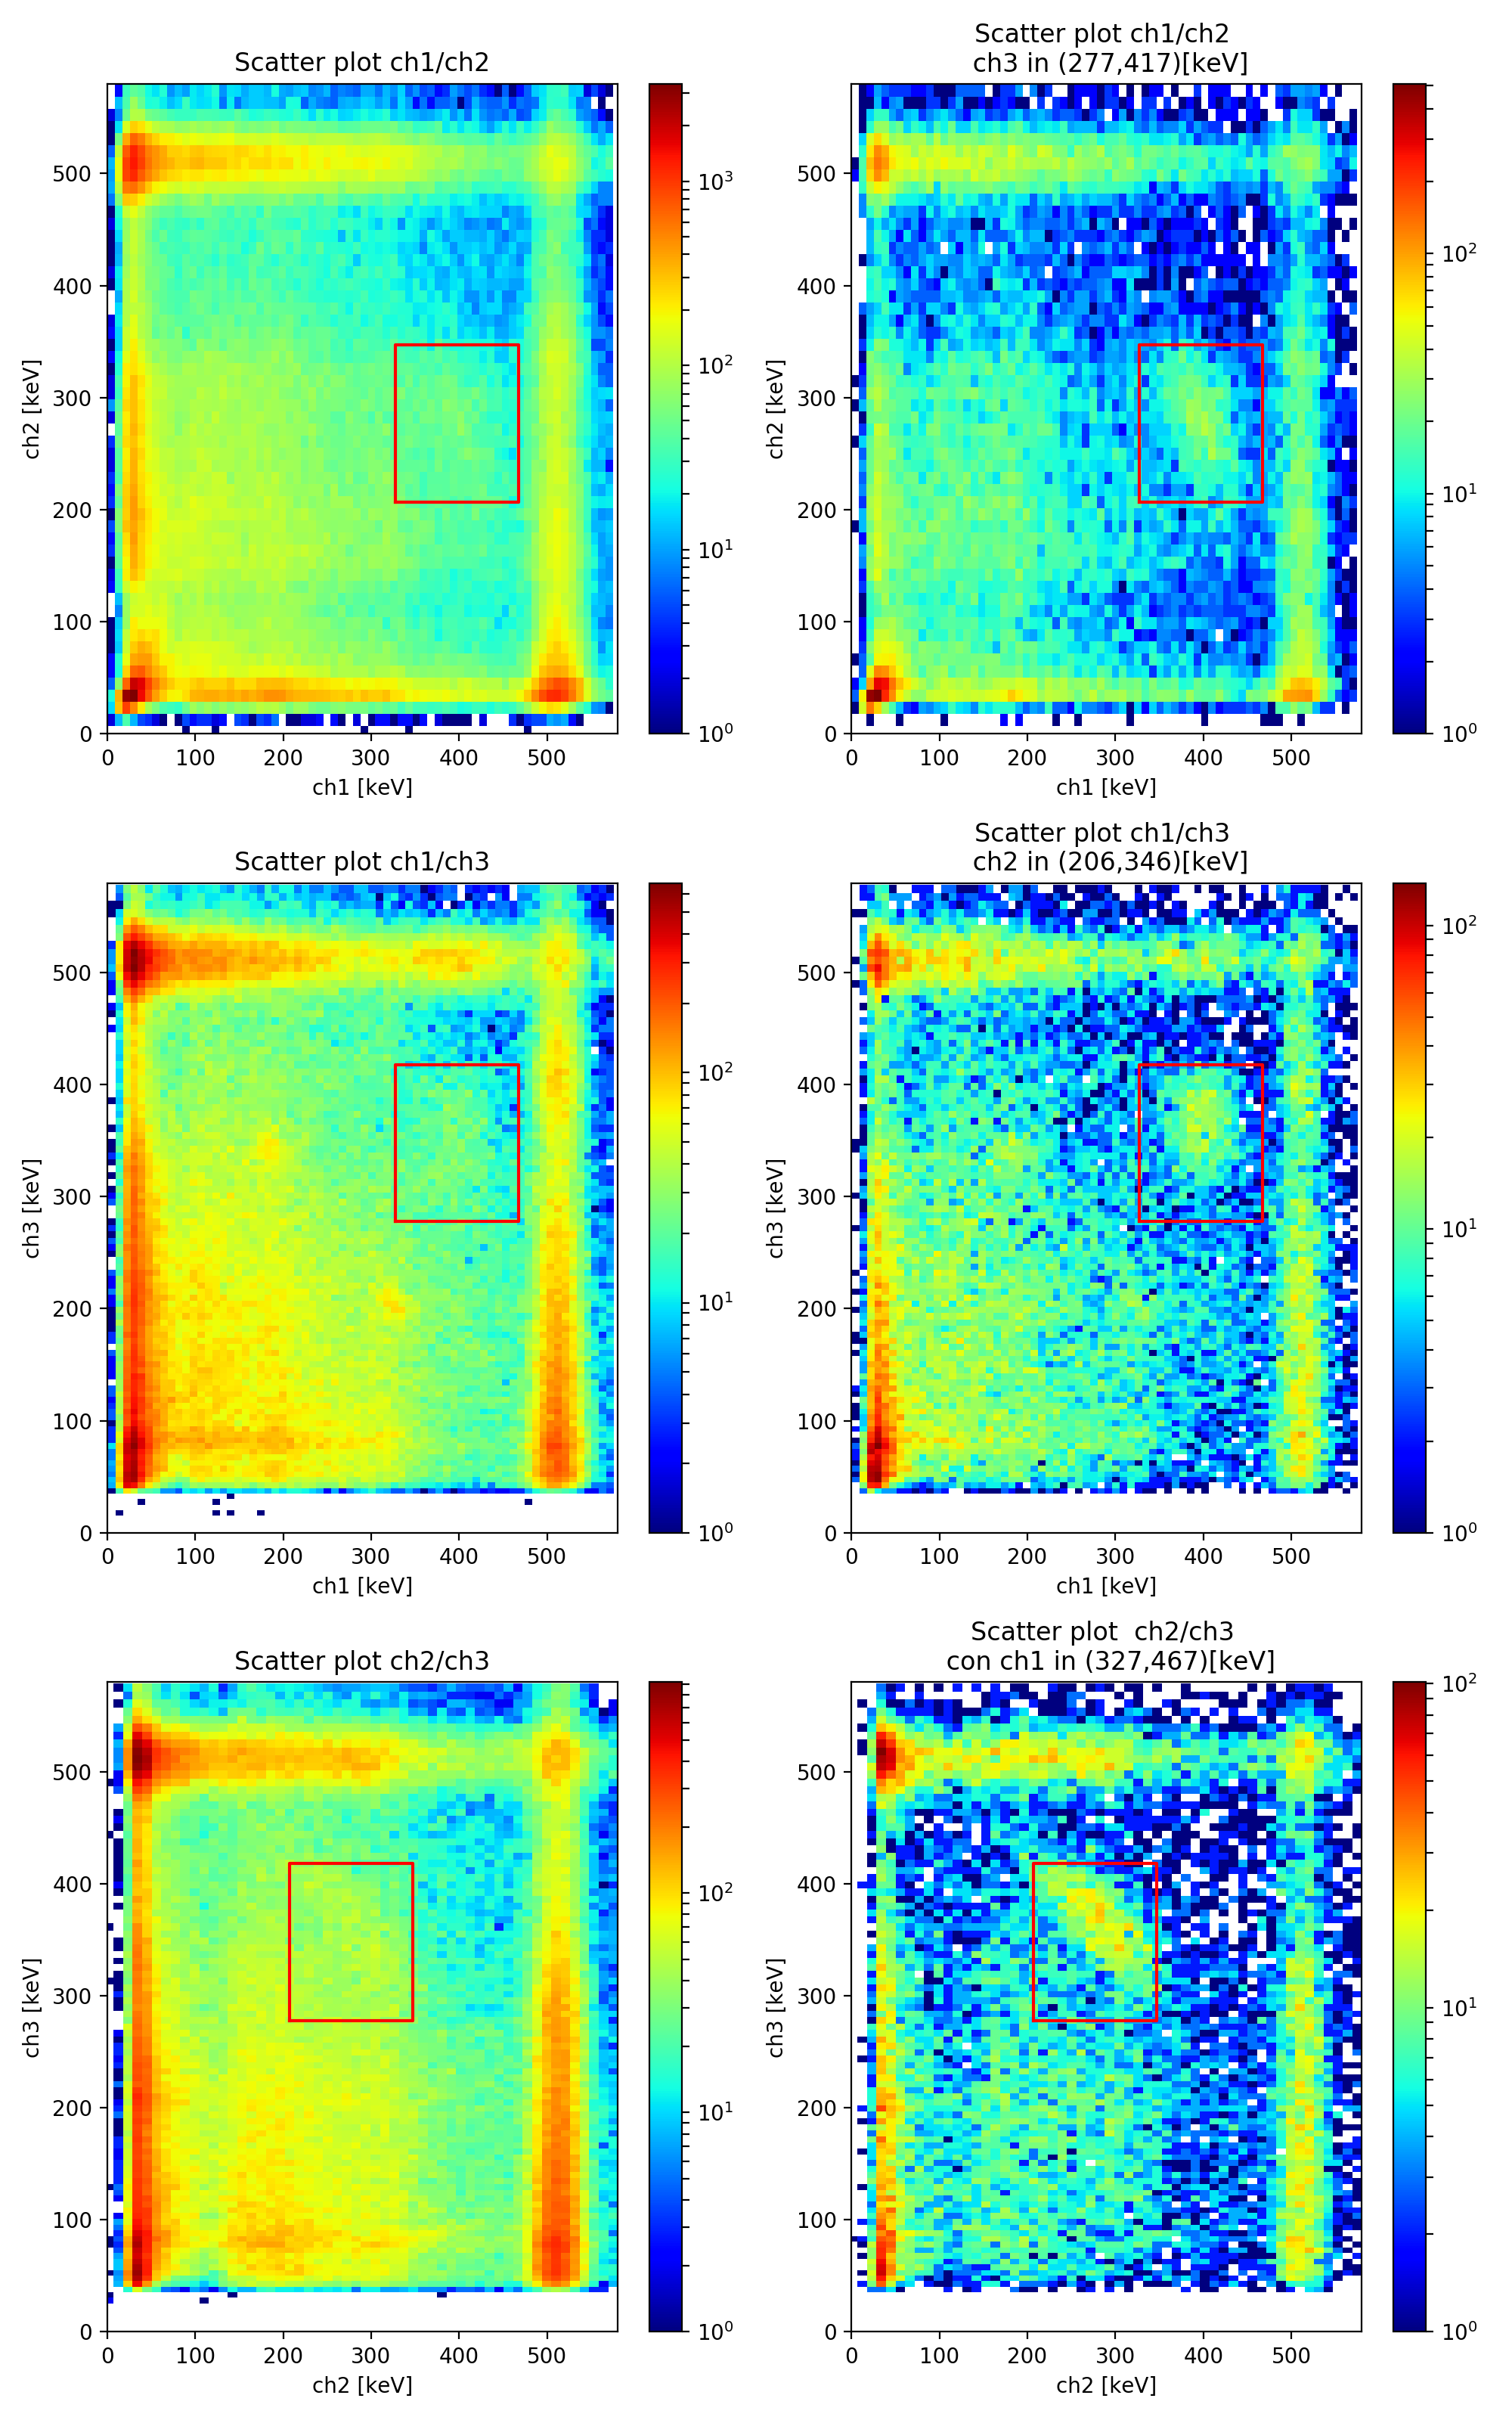 Scatter plot ch1/ch2
ch2 [keV]
500
400
300
200
100
0
0 100 200 300 400 500
ch1 [keV]
10³
10²
10¹
10⁰
Scatter plot ch1/ch2
ch3 in (277,417)[keV]
ch2 [keV]
500
400
300
200
100
0
0 100 200 300 400 500
ch1 [keV]
10²
10¹
10⁰
Scatter plot ch1/ch3
ch3 [keV]
500
400
300
200
100
0
0 100 200 300 400 500
ch1 [keV]
10²
10¹
10⁰
Scatter plot ch1/ch3
ch2 in (206,346)[keV]
ch3 [keV]
500
400
300
200
100
0
0 100 200 300 400 500
ch1 [keV]
10²
10¹
10⁰
Scatter plot ch2/ch3
ch3 [keV]
500
400
300
200
100
0
0 100 200 300 400 500
ch2 [keV]
10²
10¹
10⁰
Scatter plot  ch2/ch3
con ch1 in (327,467)[keV]
ch3 [keV]
500
400
300
200
100
0
0 100 200 300 400 500
ch2 [keV]
10²
10¹
10⁰